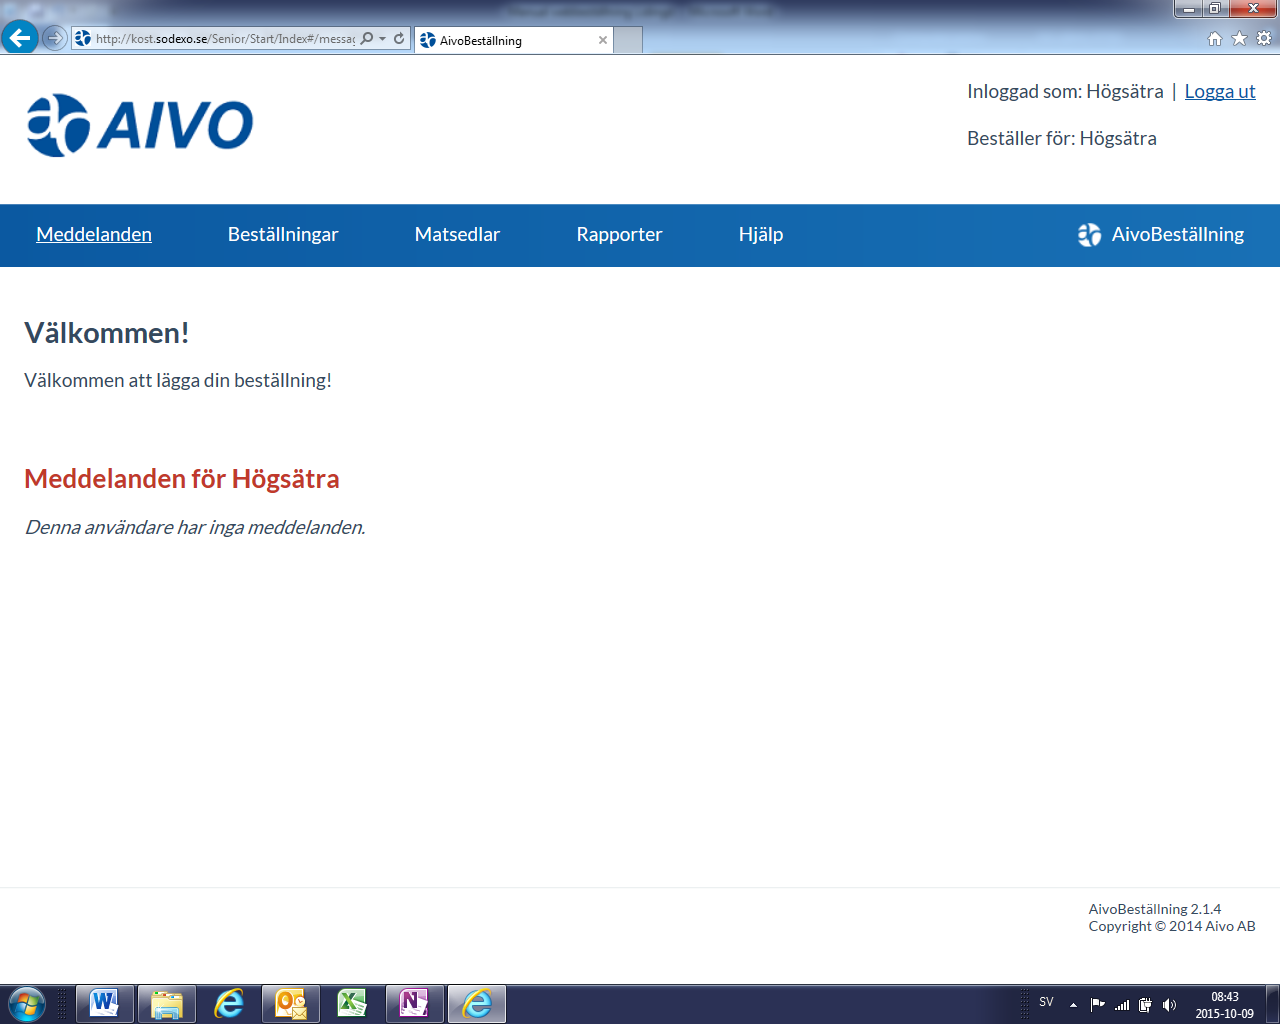 http://kost.sodexo.se/Senior/Start/Index#/messag
AivoBeställning
AIVO
Inloggad som: Högsätra | Logga ut
Beställer för: Högsätra
Meddelanden Beställningar Matsedlar Rapporter Hjälp AivoBeställning
Välkommen!
Välkommen att lägga din beställning!
Meddelanden för Högsätra
Denna användare har inga meddelanden.
AivoBeställning 2.1.4
Copyright © 2014 Aivo AB
SV
08:43
2015-10-09